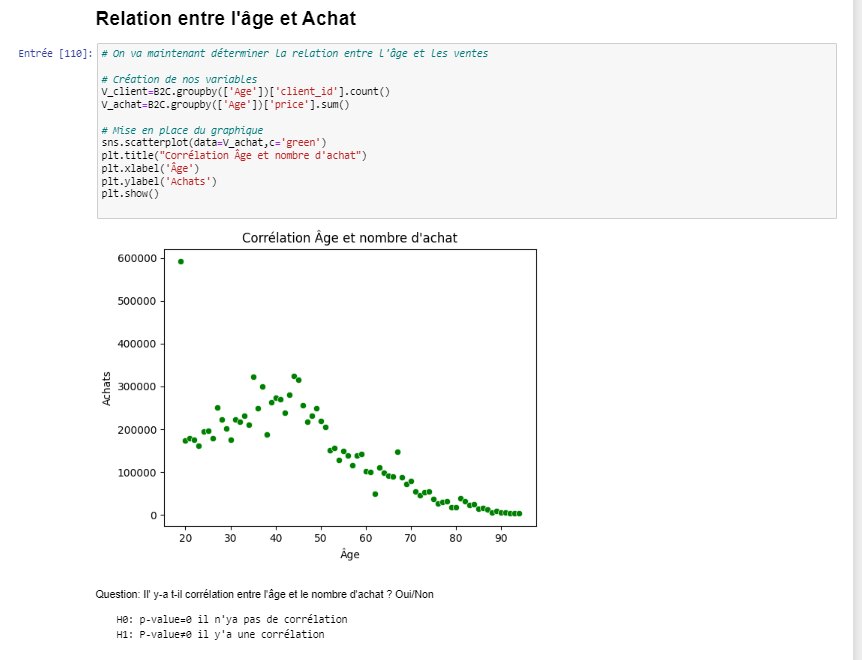 Relation entre l'âge et Achat
Entrée [110]:
# On va maintenant déterminer la relation entre l'âge et les ventes
# Création de nos variables
V_client=B2C.groupby(['Age'])['client_id'].count()
V_achat=B2C.groupby(['Age'])['price'].sum()
# Mise en place du graphique
sns.scatterplot(data=V_achat,c='green')
plt.title("Corrélation Âge et nombre d'achat")
plt.xlabel('Âge')
plt.ylabel('Achats')
plt.show()
Corrélation Âge et nombre d'achat
600000
500000
400000
300000
200000
100000
0
Achats
20 30 40 50 60 70 80 90
Âge
Question: Il' y-a t-il corrélation entre l'âge et le nombre d'achat ? Oui/Non
H0: p-value=0 il n'ya pas de corrélation
H1: P-value≠0 il y'a une corrélation